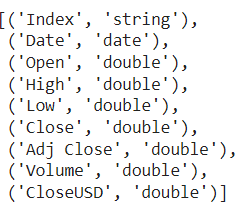 [('Index', 'string'),
('Date', 'date'),
('Open', 'double'),
('High', 'double'),
('Low', 'double'),
('Close', 'double'),
('Adj Close', 'double'),
('Volume', 'double'),
('CloseUSD', 'double')]